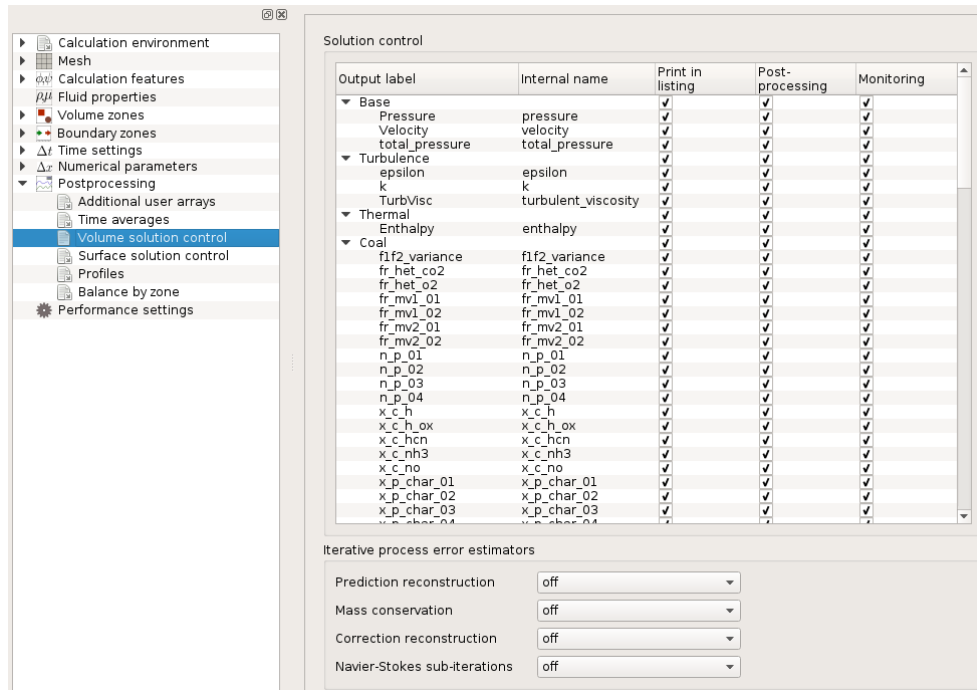 Calculation environment
Mesh
Calculation features
Fluid properties
Volume zones
Boundary zones
Δt Time settings
Δx Numerical parameters
Postprocessing
Additional user arrays
Time averages
Volume solution control
Surface solution control
Profiles
Balance by zone
Performance settings
Solution control
Output label Internal name Print in listing Post-processing Monitoring
Base
Pressure pressure
Velocity velocity
total_pressure total_pressure
Turbulence
epsilon epsilon
k k
TurbVisc turbulent_viscosity
Thermal
Enthalpy enthalpy
Coal
f1f2_variance f1f2_variance
fr_het_co2 fr_het_co2
fr_het_o2 fr_het_o2
fr_mv1_01 fr_mv1_01
fr_mv1_02 fr_mv1_02
fr_mv2_01 fr_mv2_01
fr_mv2_02 fr_mv2_02
n_p_01 n_p_01
n_p_02 n_p_02
n_p_03 n_p_03
n_p_04 n_p_04
x_c_h x_c_h
x_c_h_ox x_c_h_ox
x_c_hcn x_c_hcn
x_c_nh3 x_c_nh3
x_c_no x_c_no
x_p_char_01 x_p_char_01
x_p_char_02 x_p_char_02
x_p_char_03 x_p_char_03
x_p_char_04 x_p_char_04
Iterative process error estimators
Prediction reconstruction off
Mass conservation off
Correction reconstruction off
Navier-Stokes sub-iterations off